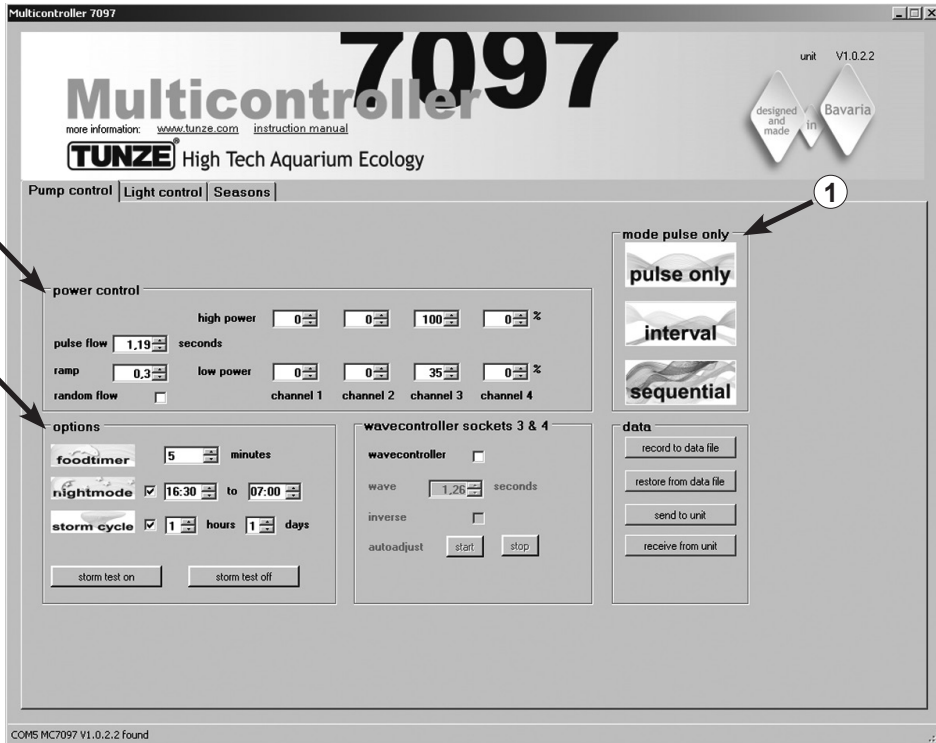 Multicontroller 7097
7097
unit V1.0.2.2
Multicontroller
designed and made in Bavaria
more information: www.tunze.com instruction manual
TUNZE® High Tech Aquarium Ecology
Pump control Light control Seasons
1
mode pulse only
pulse only
interval
sequential
power control
high power 0 0 100 0 %
pulse flow 1,19 seconds
ramp 0,3 low power 0 0 35 0 %
random flow channel 1 channel 2 channel 3 channel 4
options
foodtimer 5 minutes
nightmode 16:30 to 07:00
storm cycle 1 hours 1 days
storm test on storm test off
wavecontroller sockets 3 & 4
wavecontroller
wave 1,26 seconds
inverse
autoadjust start stop
data
record to data file
restore from data file
send to unit
receive from unit
COM5 MC7097 V1.0.2.2 found